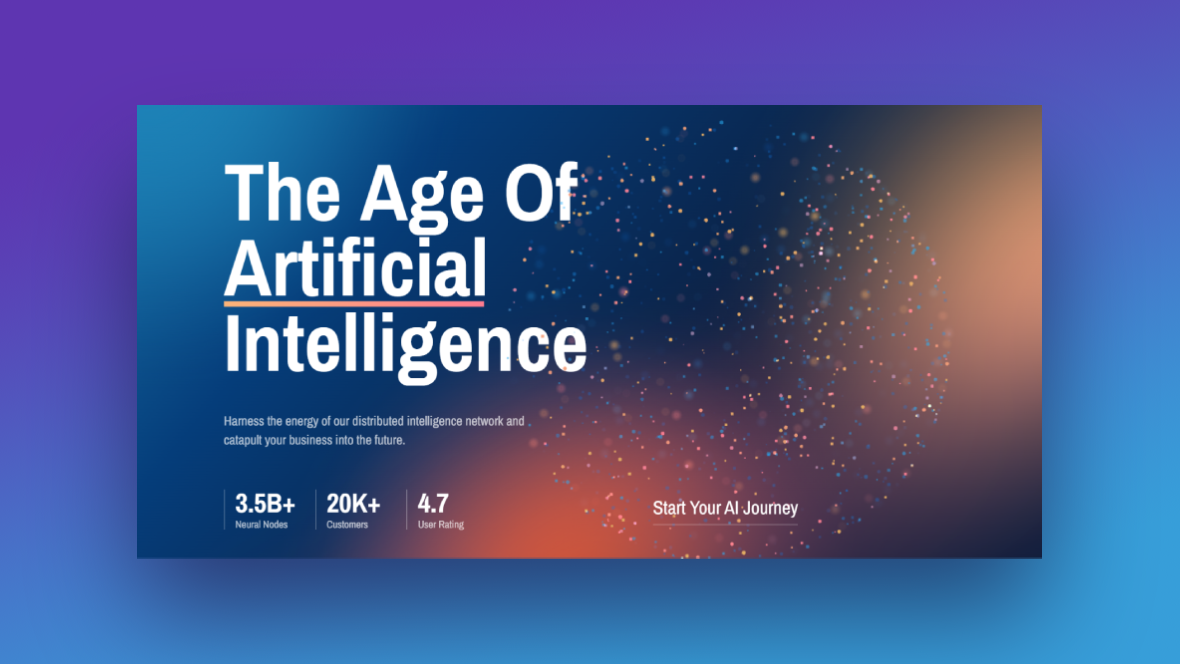 The Age Of
Artificial
Intelligence
Harness the energy of our distributed intelligence network and
catapult your business into the future.
3.5B+ 20K+ 4.7
Neural Nodes Customers User Rating
Start Your AI Journey